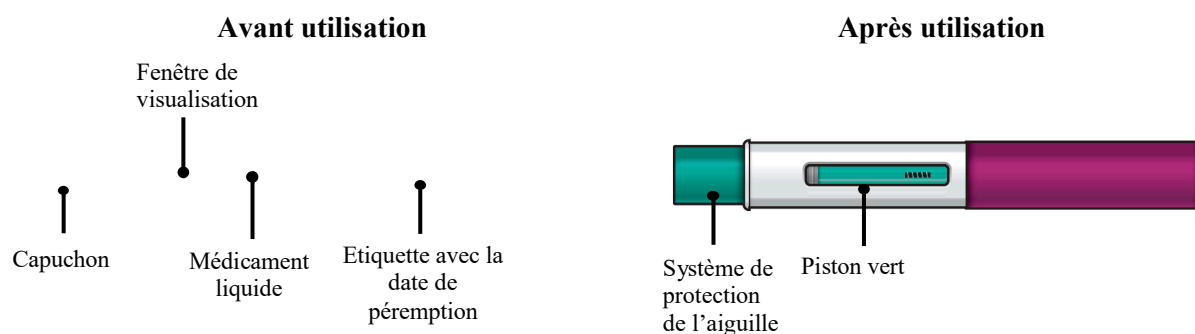 Avant utilisation
Après utilisation
Fenêtre de
visualisation
Capuchon
Médicament
liquide
Etiquette avec la
date de
péremption
Système de
protection
de l’aiguille
Piston vert